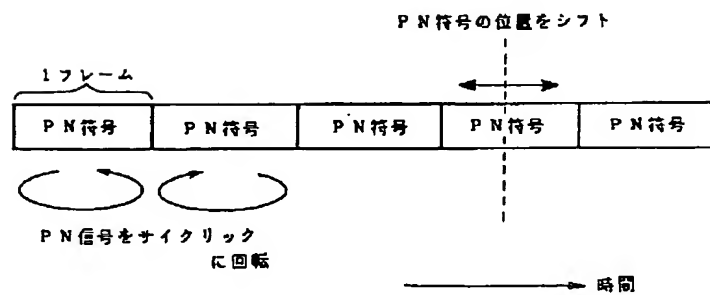 PN符号の位置をシフト
1フレーム
PN符号 PN符号 PN符号 PN符号 PN符号
PN信号をサイクリック
に回転
時間